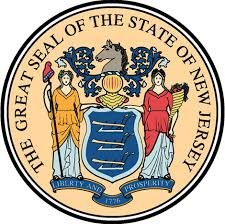 THE GREAT SEAL OF THE STATE OF NEW JERSEY
LIBERTY AND PROSPERITY
1776